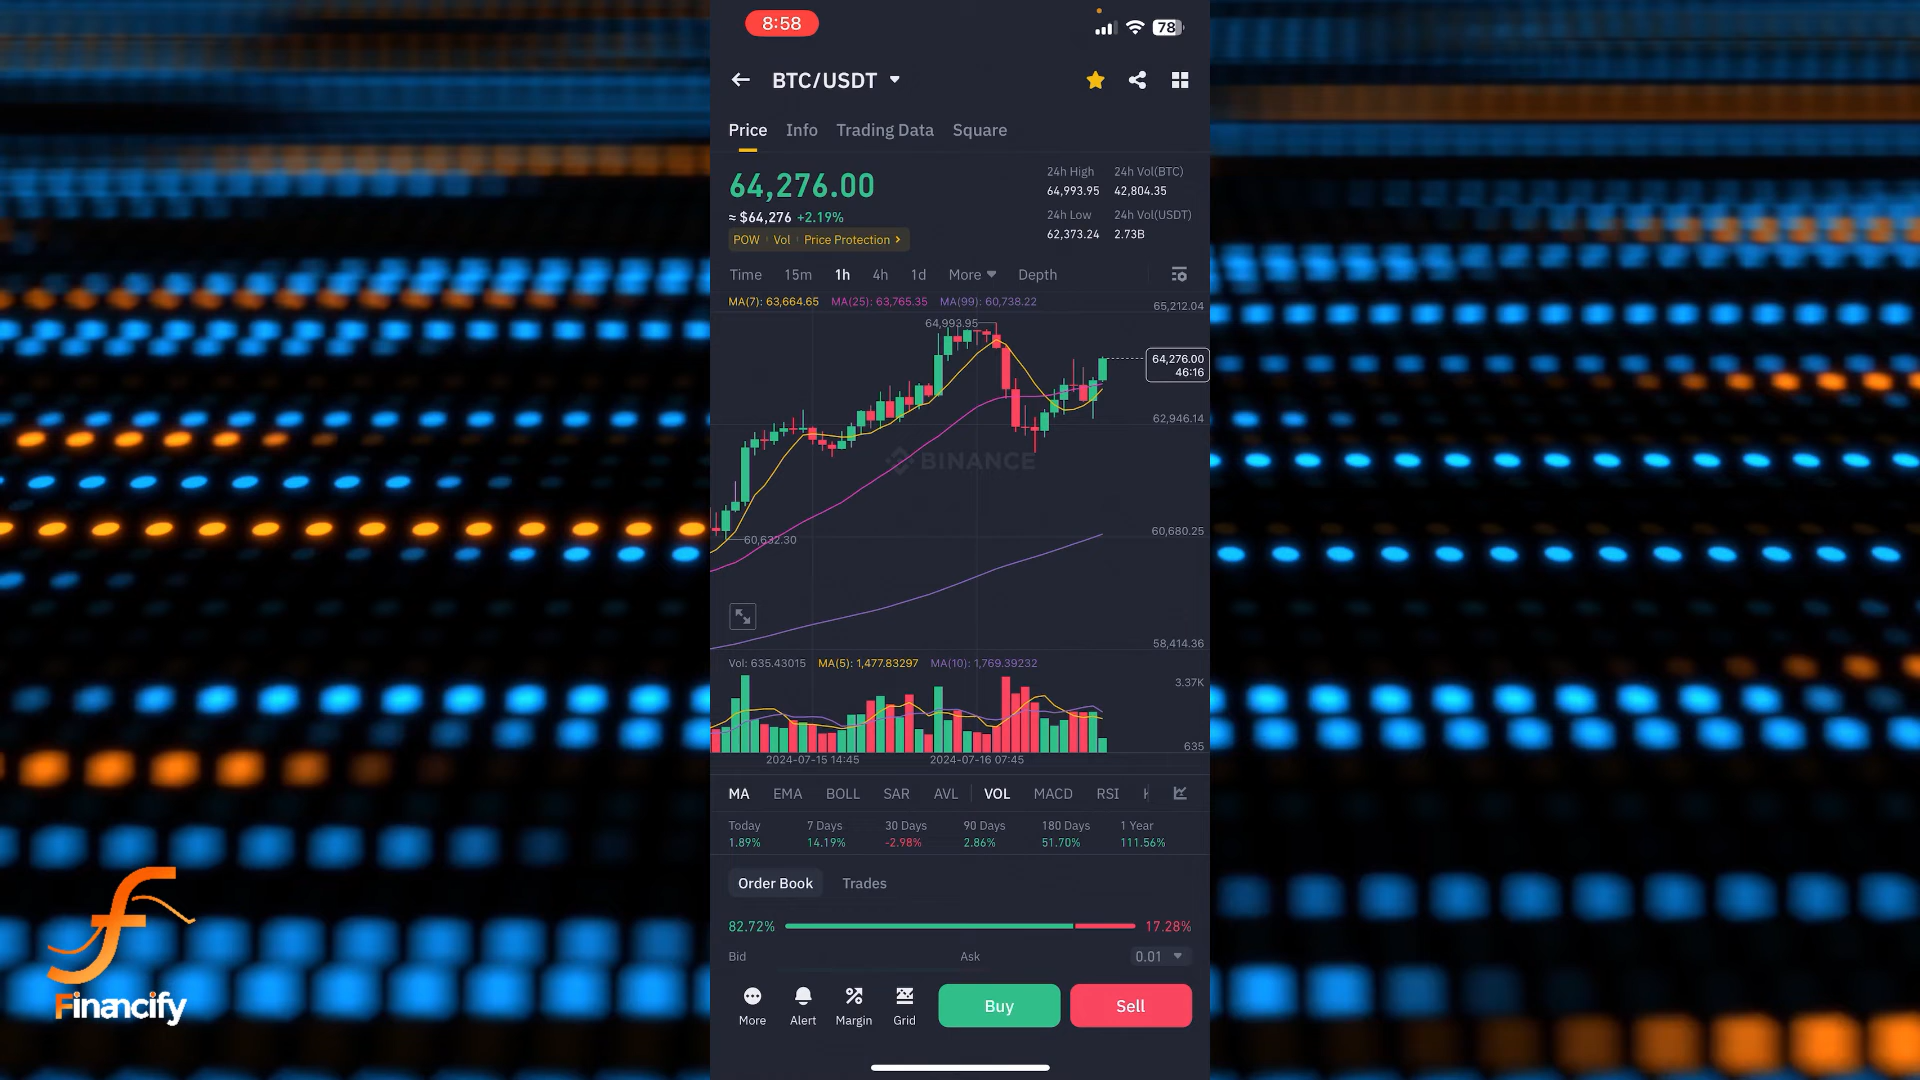 8:58
78
BTC/USDT
Price Info Trading Data Square
64,276.00
≈ $64,276 +2.19%
POW Vol Price Protection
24h High 24h Vol(BTC)
64,993.95 42,804.35
24h Low 24h Vol(USDT)
62,373.24 2.73B
Time 15m 1h 4h 1d More Depth
MA(7): 63,664.65 MA(25): 63,765.35 MA(99): 60,738.22
65,212.04
64,993.95
64,276.00
46:16
62,946.14
BINANCE
60,680.25
60,632.30
58,414.36
Vol: 635.43015 MA(5): 1,477.83297 MA(10): 1,769.39232
3.37K
635
2024-07-15 14:45 2024-07-16 07:45
MA EMA BOLL SAR AVL VOL MACD RSI
Today 7 Days 30 Days 90 Days 180 Days 1 Year
1.89% 14.19% -2.98% 2.86% 51.70% 111.56%
Order Book Trades
82.72% 17.28%
Bid Ask 0.01
More Alert Margin Grid Buy Sell
Financify